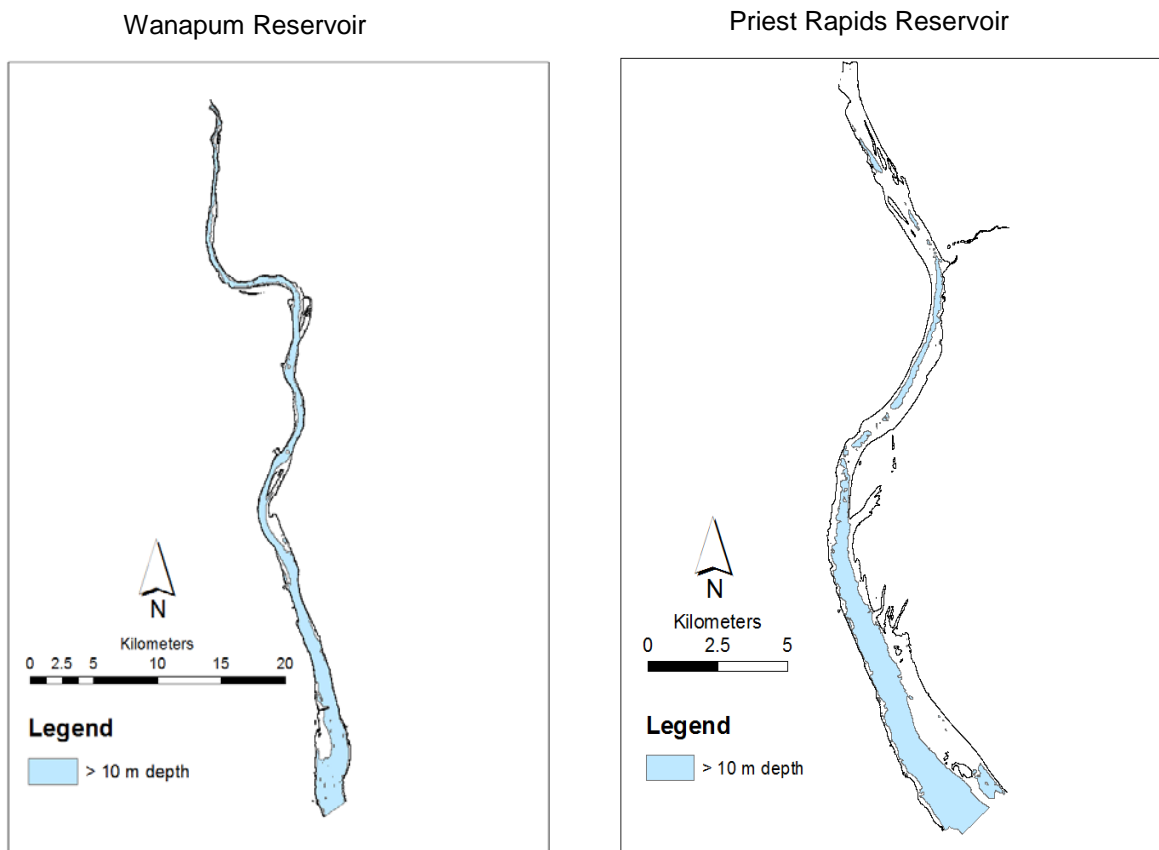 Wanapum Reservoir
N
Kilometers
0 2.5 5 10 15 20
Legend
> 10 m depth
Priest Rapids Reservoir
N
Kilometers
0 2.5 5
Legend
> 10 m depth